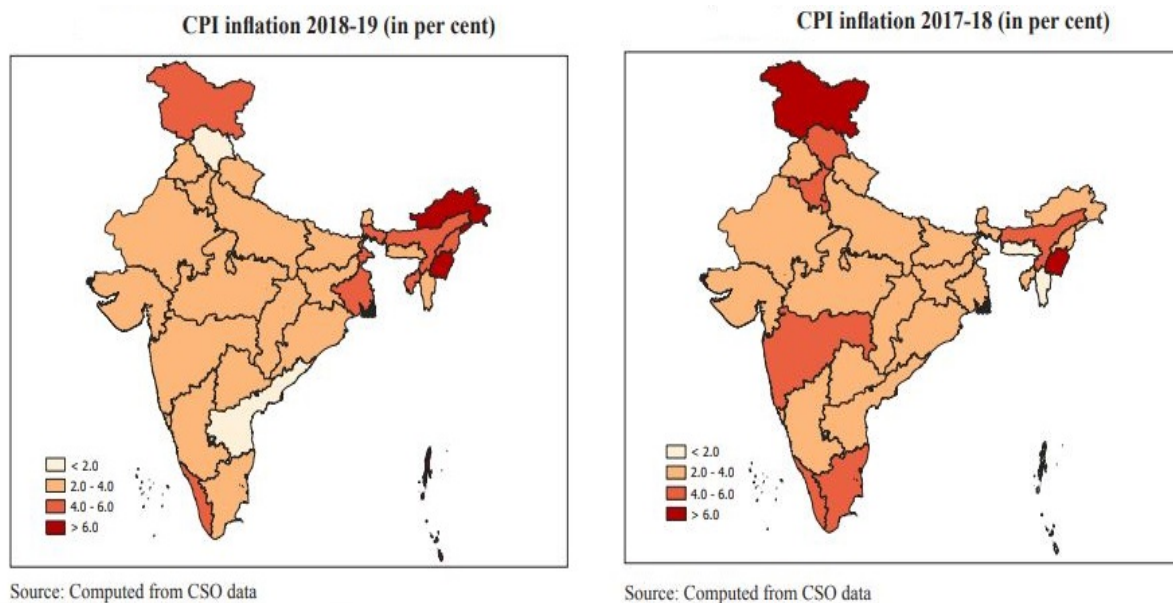 CPI inflation 2018-19 (in per cent)
< 2.0
2.0 - 4.0
4.0 - 6.0
> 6.0
Source: Computed from CSO data
CPI inflation 2017-18 (in per cent)
< 2.0
2.0 - 4.0
4.0 - 6.0
> 6.0
Source: Computed from CSO data